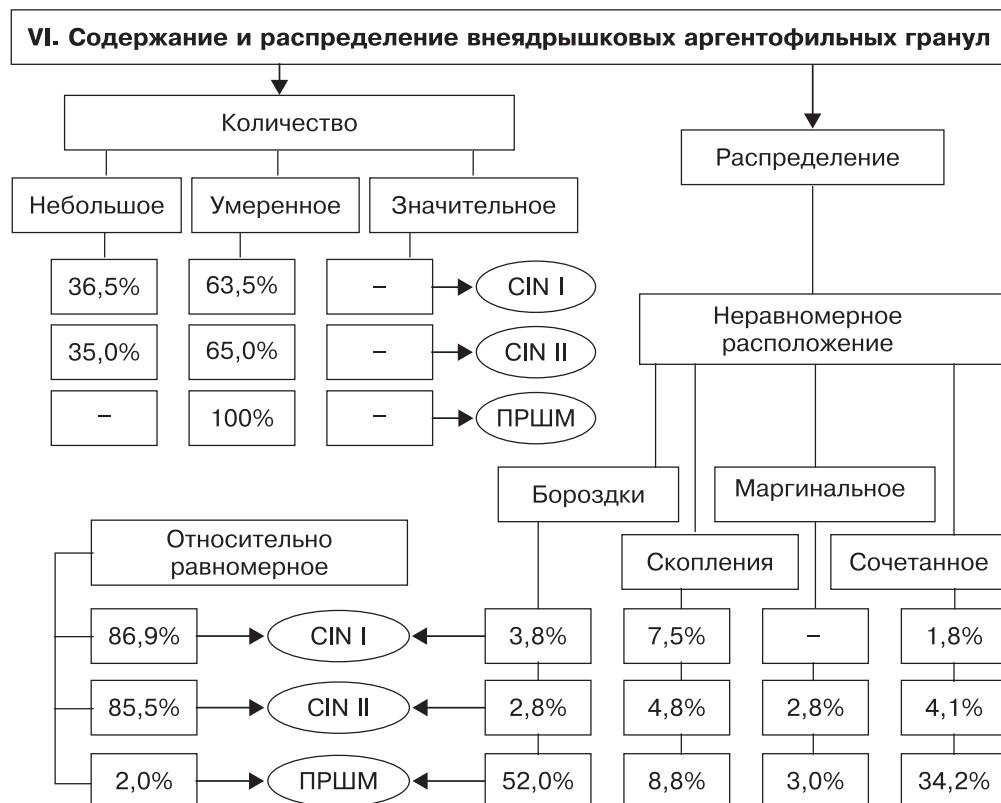 VI. Содержание и распределение внеядрышковых аргентофильных гранул
Количество
Распределение
Небольшое Умеренное Значительное
36,5% 63,5% – CIN I
Неравномерное
расположение
35,0% 65,0% – CIN II
– 100% – ПРШМ
Бороздки Маргинальное
Относительно
равномерное
Скопления Сочетанное
86,9% CIN I 3,8% 7,5% – 1,8%
85,5% CIN II 2,8% 4,8% 2,8% 4,1%
2,0% ПРШМ 52,0% 8,8% 3,0% 34,2%